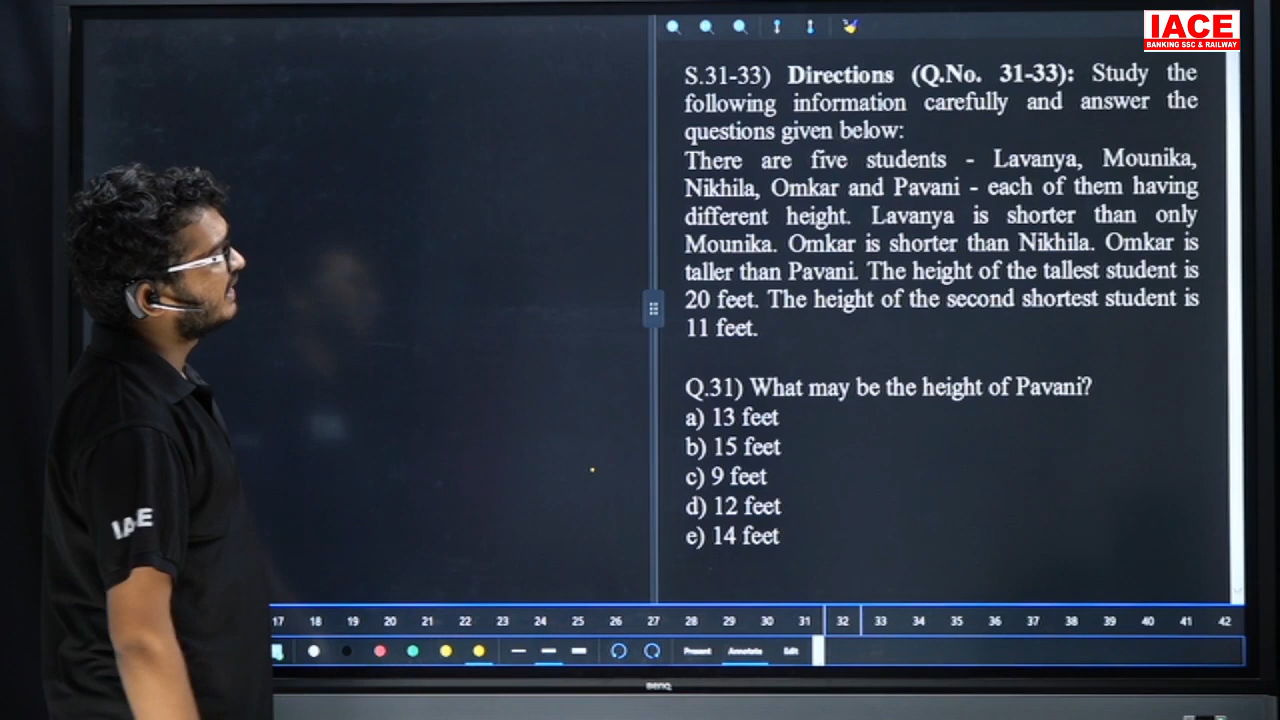 IACE
BANKING SSC & RAILWAY
S.31-33) Directions (Q.No. 31-33): Study the
following information carefully and answer the
questions given below:
There are five students - Lavanya, Mounika,
Nikhila, Omkar and Pavani - each of them having
different height. Lavanya is shorter than only
Mounika. Omkar is shorter than Nikhila. Omkar is
taller than Pavani. The height of the tallest student is
20 feet. The height of the second shortest student is
11 feet.
Q.31) What may be the height of Pavani?
a) 13 feet
b) 15 feet
c) 9 feet
d) 12 feet
e) 14 feet
IACE
17 18 19 20 21 22 23 24 25 26 27 28 29 30 31 32 33 34 35 36 37 38 39 40 41 42
Present Annotate Edit
BenQ